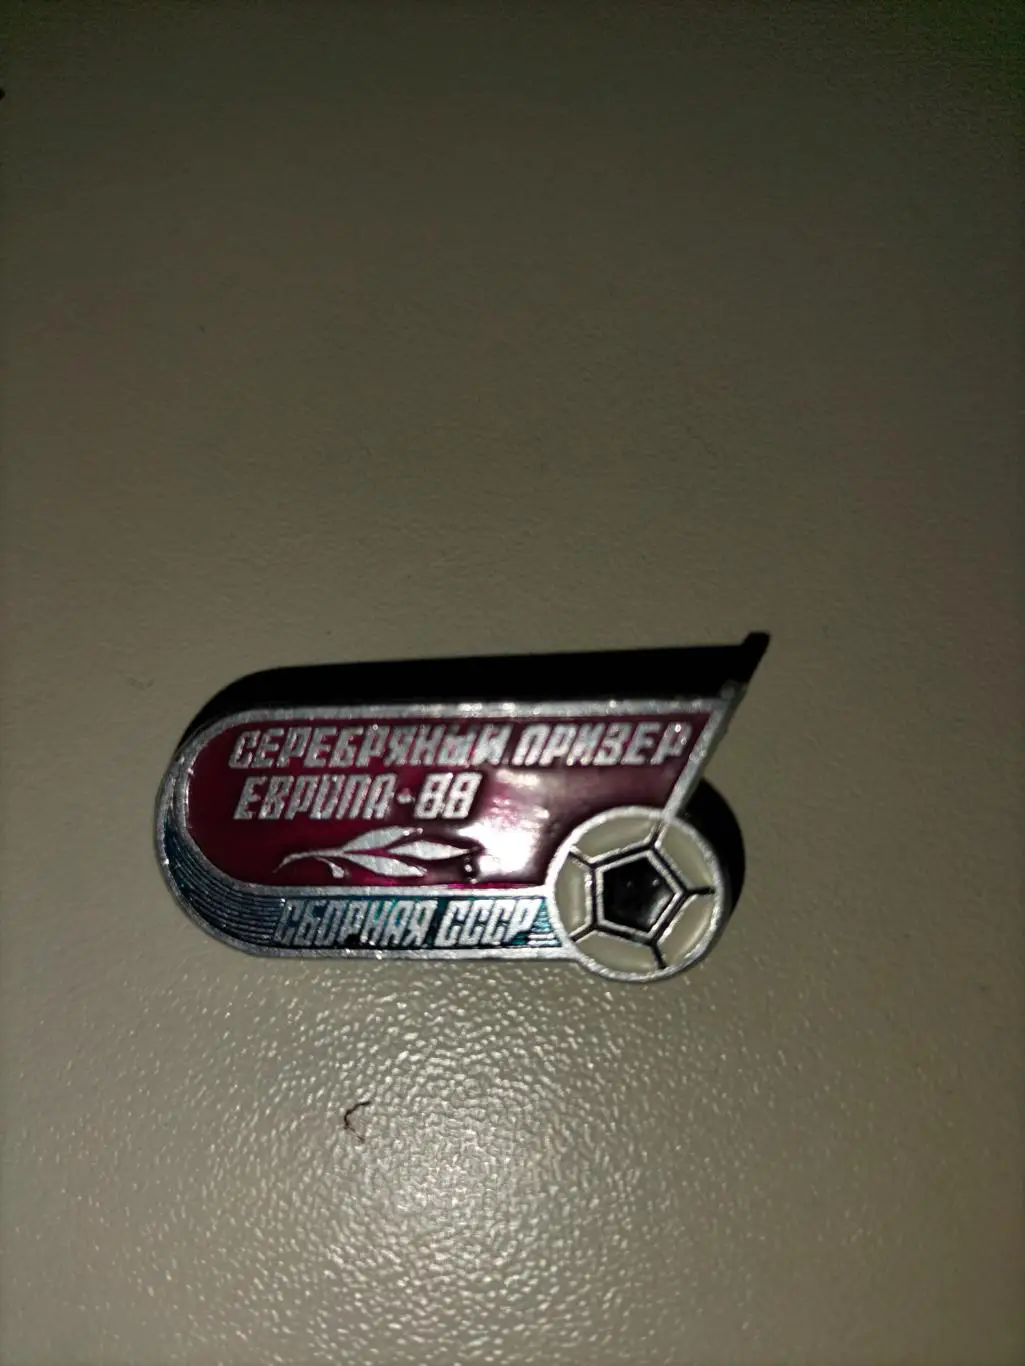 СЕРЕБРЯНЫЙ ПРИЗЕР
ЕВРОПА-88
СБОРНАЯ СССР